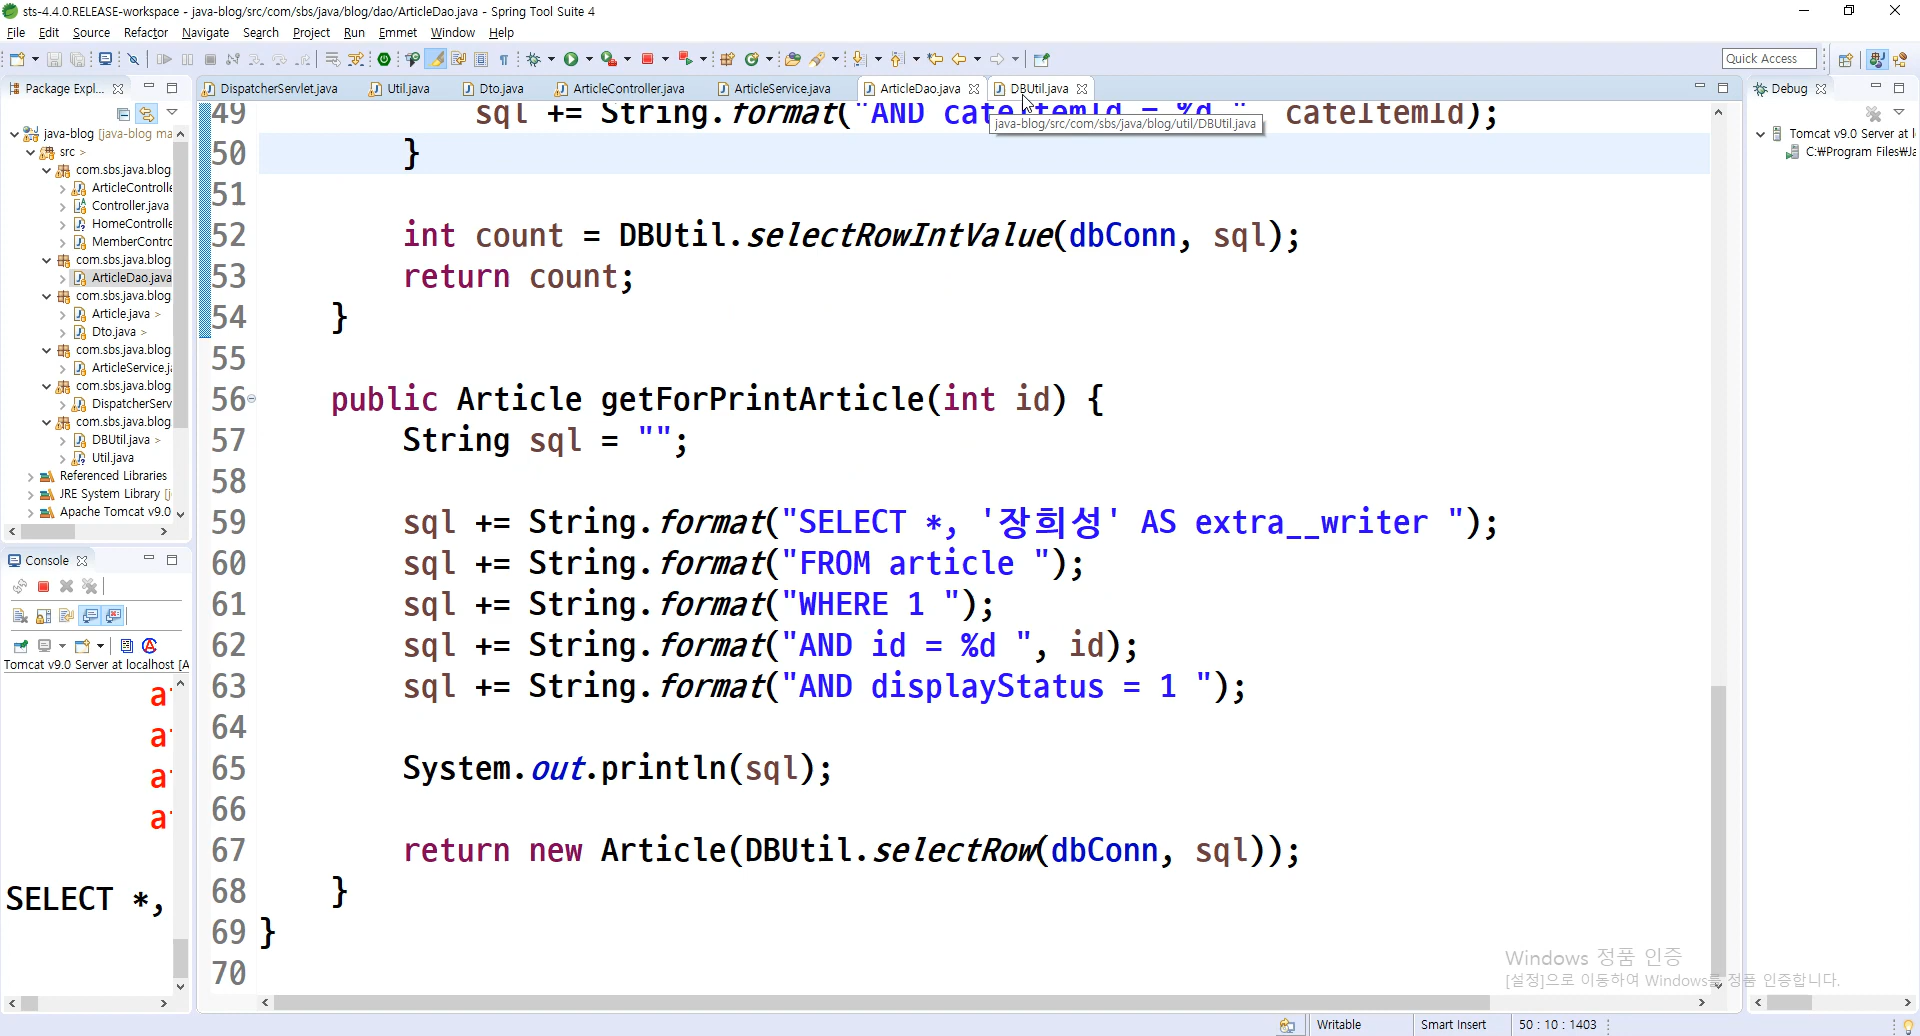 sts-4.4.0.RELEASE-workspace - java-blog/src/com/sbs/java/blog/dao/ArticleDao.java - Spring Tool Suite 4
File Edit Source Refactor Navigate Search Project Run Emmet Window Help
Quick Access
Package Expl...
DispatcherServlet.java Util.java Dto.java ArticleController.java ArticleService.java ArticleDao.java DBUtil.java
Debug
java-blog/src/com/sbs/java/blog/util/DBUtil.java
java-blog [java-blog ma
src >
com.sbs.java.blog
ArticleControlle
Controller.java
HomeControlle
MemberContro
com.sbs.java.blog
ArticleDao.java
com.sbs.java.blog
Article.java >
Dto.java >
com.sbs.java.blog
ArticleService.j
com.sbs.java.blog
DispatcherServ
com.sbs.java.blog
DBUtil.java >
Util.java
Referenced Libraries
JRE System Library [j
Apache Tomcat v9.0
Console
Tomcat v9.0 Server at localhost [A
a
a
a
a
SELECT *,
49 sql += String.format("AND cateItemId = %d " cateItemId);
50 }
51
52 int count = DBUtil.selectRowIntValue(dbConn, sql);
53 return count;
54 }
55
56 public Article getForPrintArticle(int id) {
57 String sql = "";
58
59 sql += String.format("SELECT *, '장희성' AS extra__writer ");
60 sql += String.format("FROM article ");
61 sql += String.format("WHERE 1 ");
62 sql += String.format("AND id = %d ", id);
63 sql += String.format("AND displayStatus = 1 ");
64
65 System.out.println(sql);
66
67 return new Article(DBUtil.selectRow(dbConn, sql));
68 }
69 }
70
Tomcat v9.0 Server at l
C:₩Program Files₩Ja
Windows 정품 인증
[설정]으로 이동하여 Windows를 정품 인증합니다.
Writable Smart Insert 50 : 10 : 1403